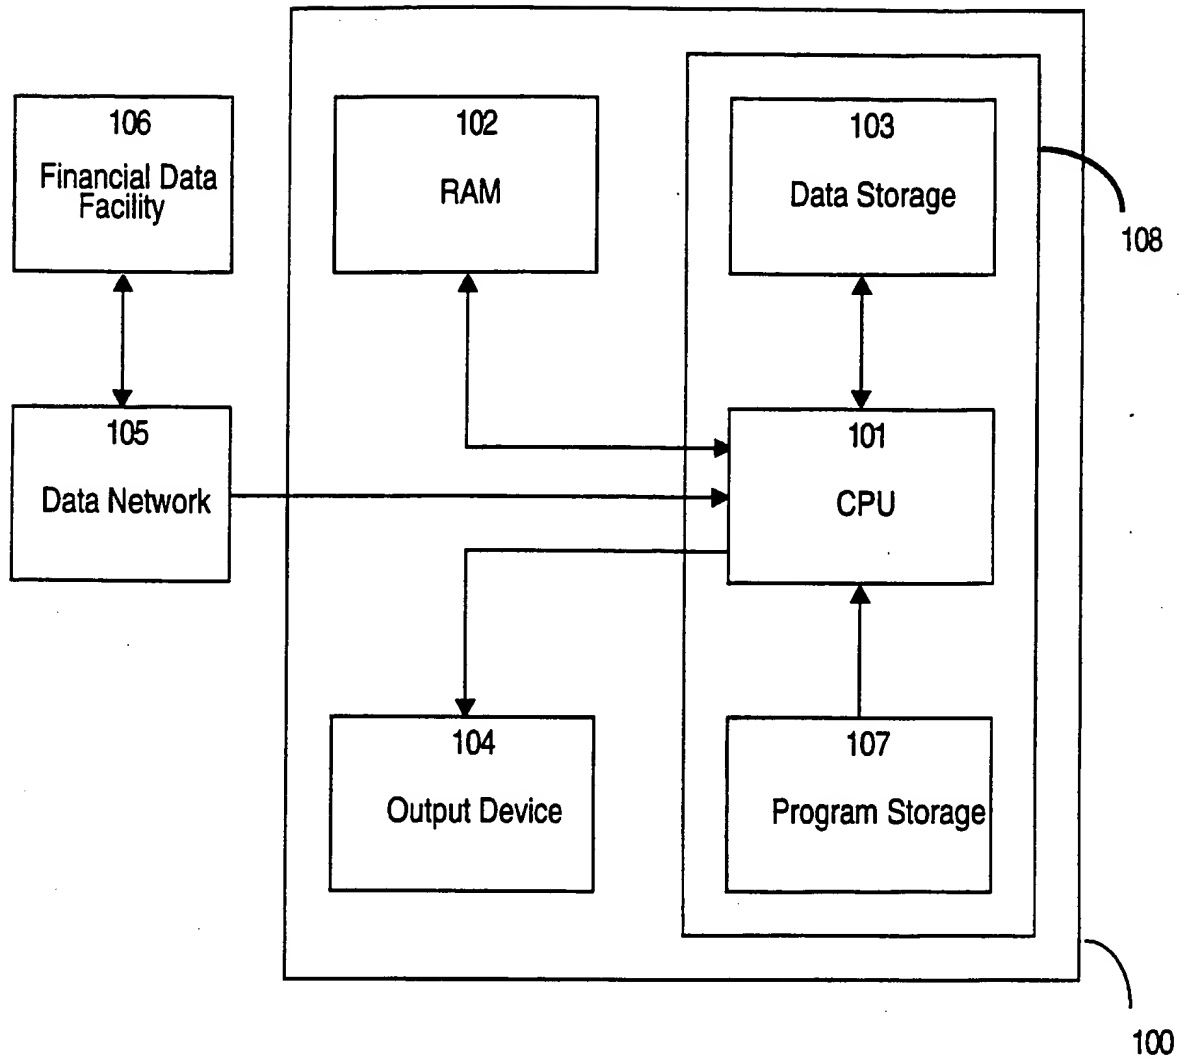 106
Financial Data
Facility
102
RAM
103
Data Storage
108
105
Data Network
101
CPU
104
Output Device
107
Program Storage
100